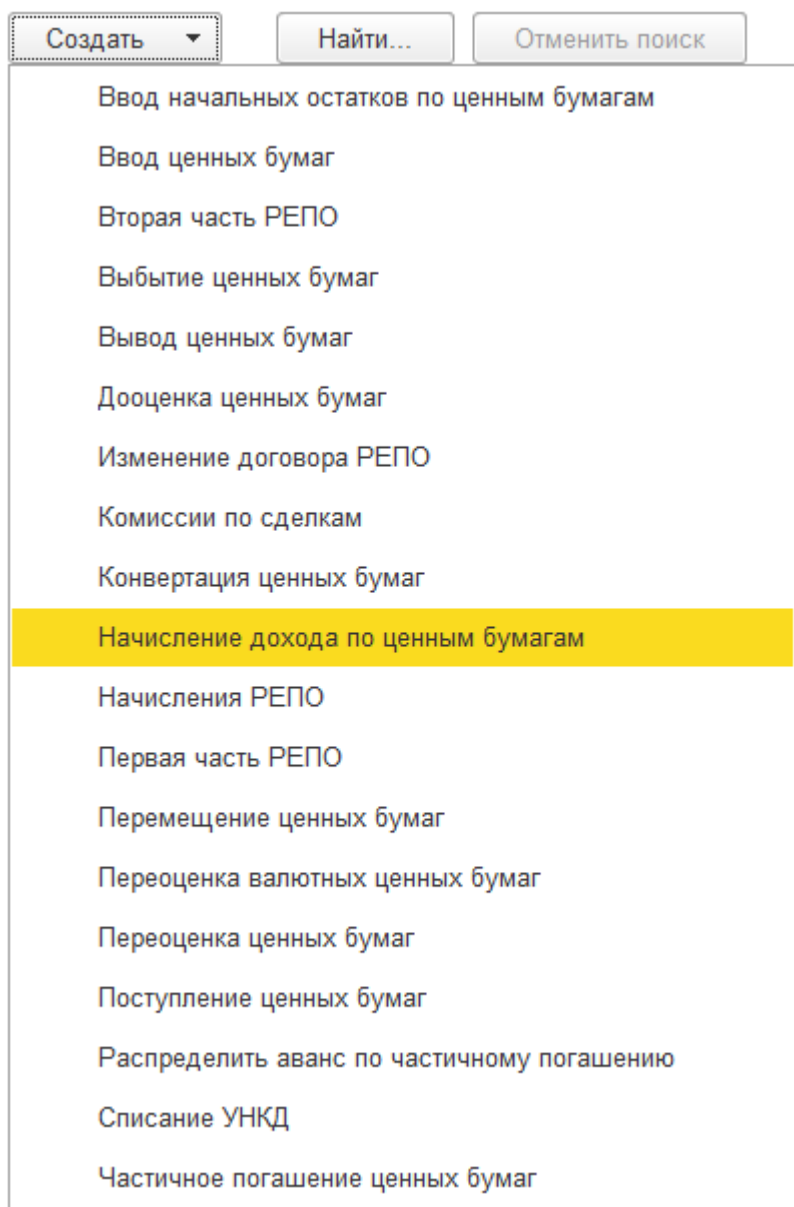 Создать Найти... Отменить поиск
Ввод начальных остатков по ценным бумагам
Ввод ценных бумаг
Вторая часть РЕПО
Выбытие ценных бумаг
Вывод ценных бумаг
Дооценка ценных бумаг
Изменение договора РЕПО
Комиссии по сделкам
Конвертация ценных бумаг
Начисление дохода по ценным бумагам
Начисления РЕПО
Первая часть РЕПО
Перемещение ценных бумаг
Переоценка валютных ценных бумаг
Переоценка ценных бумаг
Поступление ценных бумаг
Распределить аванс по частичному погашению
Списание УНКД
Частичное погашение ценных бумаг